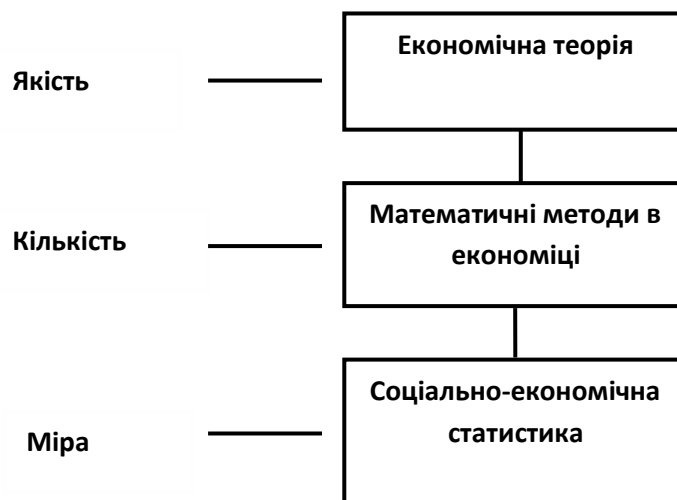 Економічна теорія
Якість
Математичні методи в
економіці
Кількість
Соціально-економічна
статистика
Міра